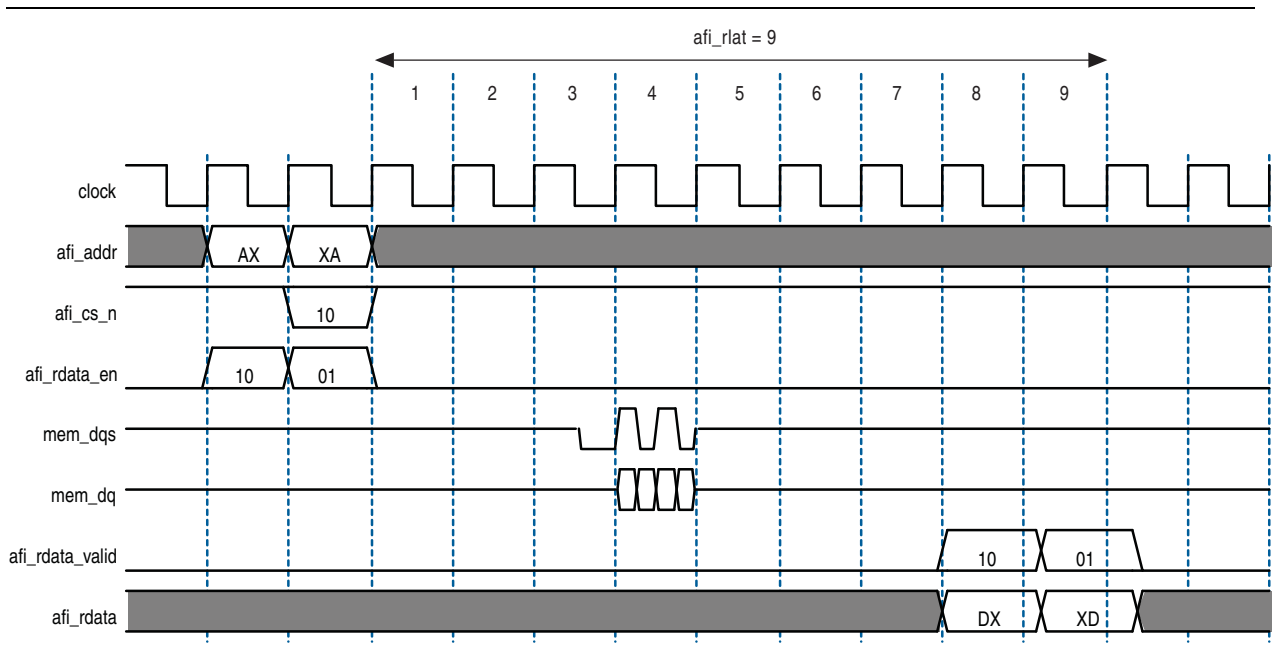 afi_rlat = 9
1 2 3 4 5 6 7 8 9
clock
afi_addr AX XA
afi_cs_n 10
afi_rdata_en 10 01
mem_dqs
mem_dq
afi_rdata_valid 10 01
afi_rdata DX XD